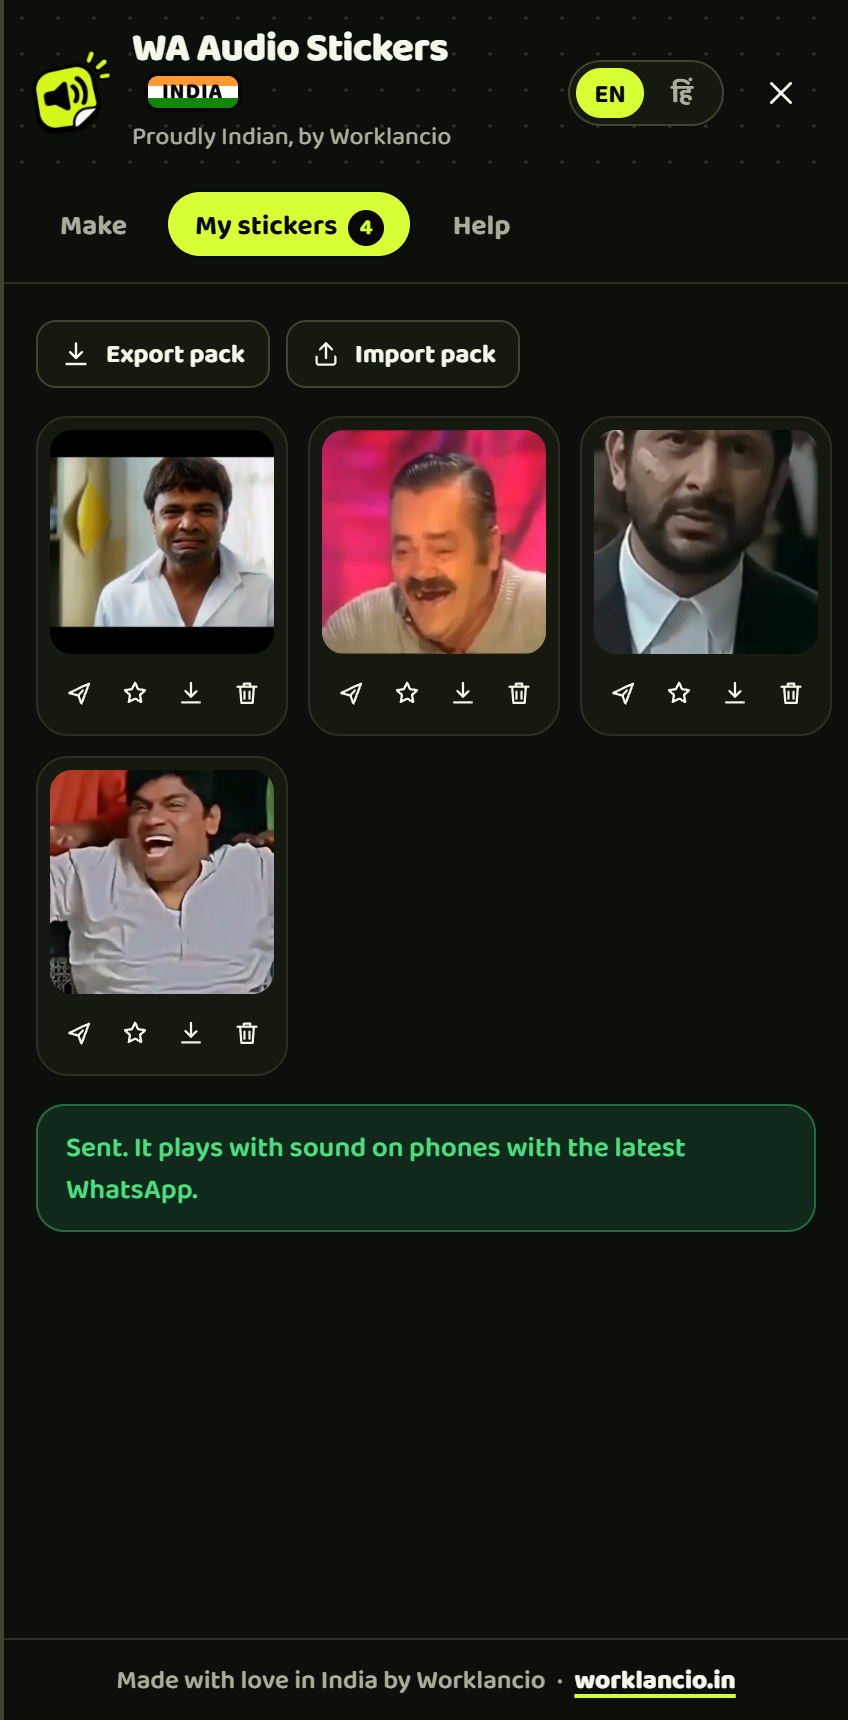 WA Audio Stickers
INDIA
Proudly Indian, by Worklancio
EN हिं
Make My stickers 4 Help
Export pack Import pack
Sent. It plays with sound on phones with the latest
WhatsApp.
Made with love in India by Worklancio · worklancio.in